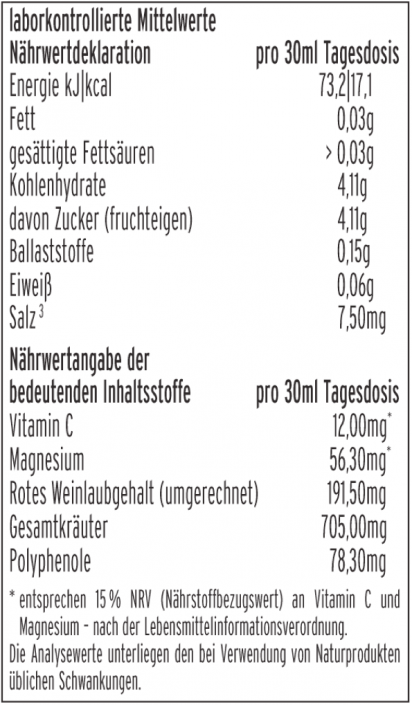 laborkontrollierte Mittelwerte
Nährwertdeklaration pro 30ml Tagesdosis
Energie kJ|kcal 73,2|17,1
Fett 0,03g
gesättigte Fettsäuren > 0,03g
Kohlenhydrate 4,11g
davon Zucker (fruchteigen) 4,11g
Ballaststoffe 0,15g
Eiweiß 0,06g
Salz³ 7,50mg
Nährwertangabe der
bedeutenden Inhaltsstoffe pro 30ml Tagesdosis
Vitamin C 12,00mg*
Magnesium 56,30mg*
Rotes Weinlaubgehalt (umgerechnet) 191,50mg
Gesamtkräuter 705,00mg
Polyphenole 78,30mg
* entsprechen 15% NRV (Nährstoffbezugswert) an Vitamin C und
Magnesium - nach der Lebensmittelinformationsverordnung.
Die Analysewerte unterliegen den bei Verwendung von Naturprodukten
üblichen Schwankungen.